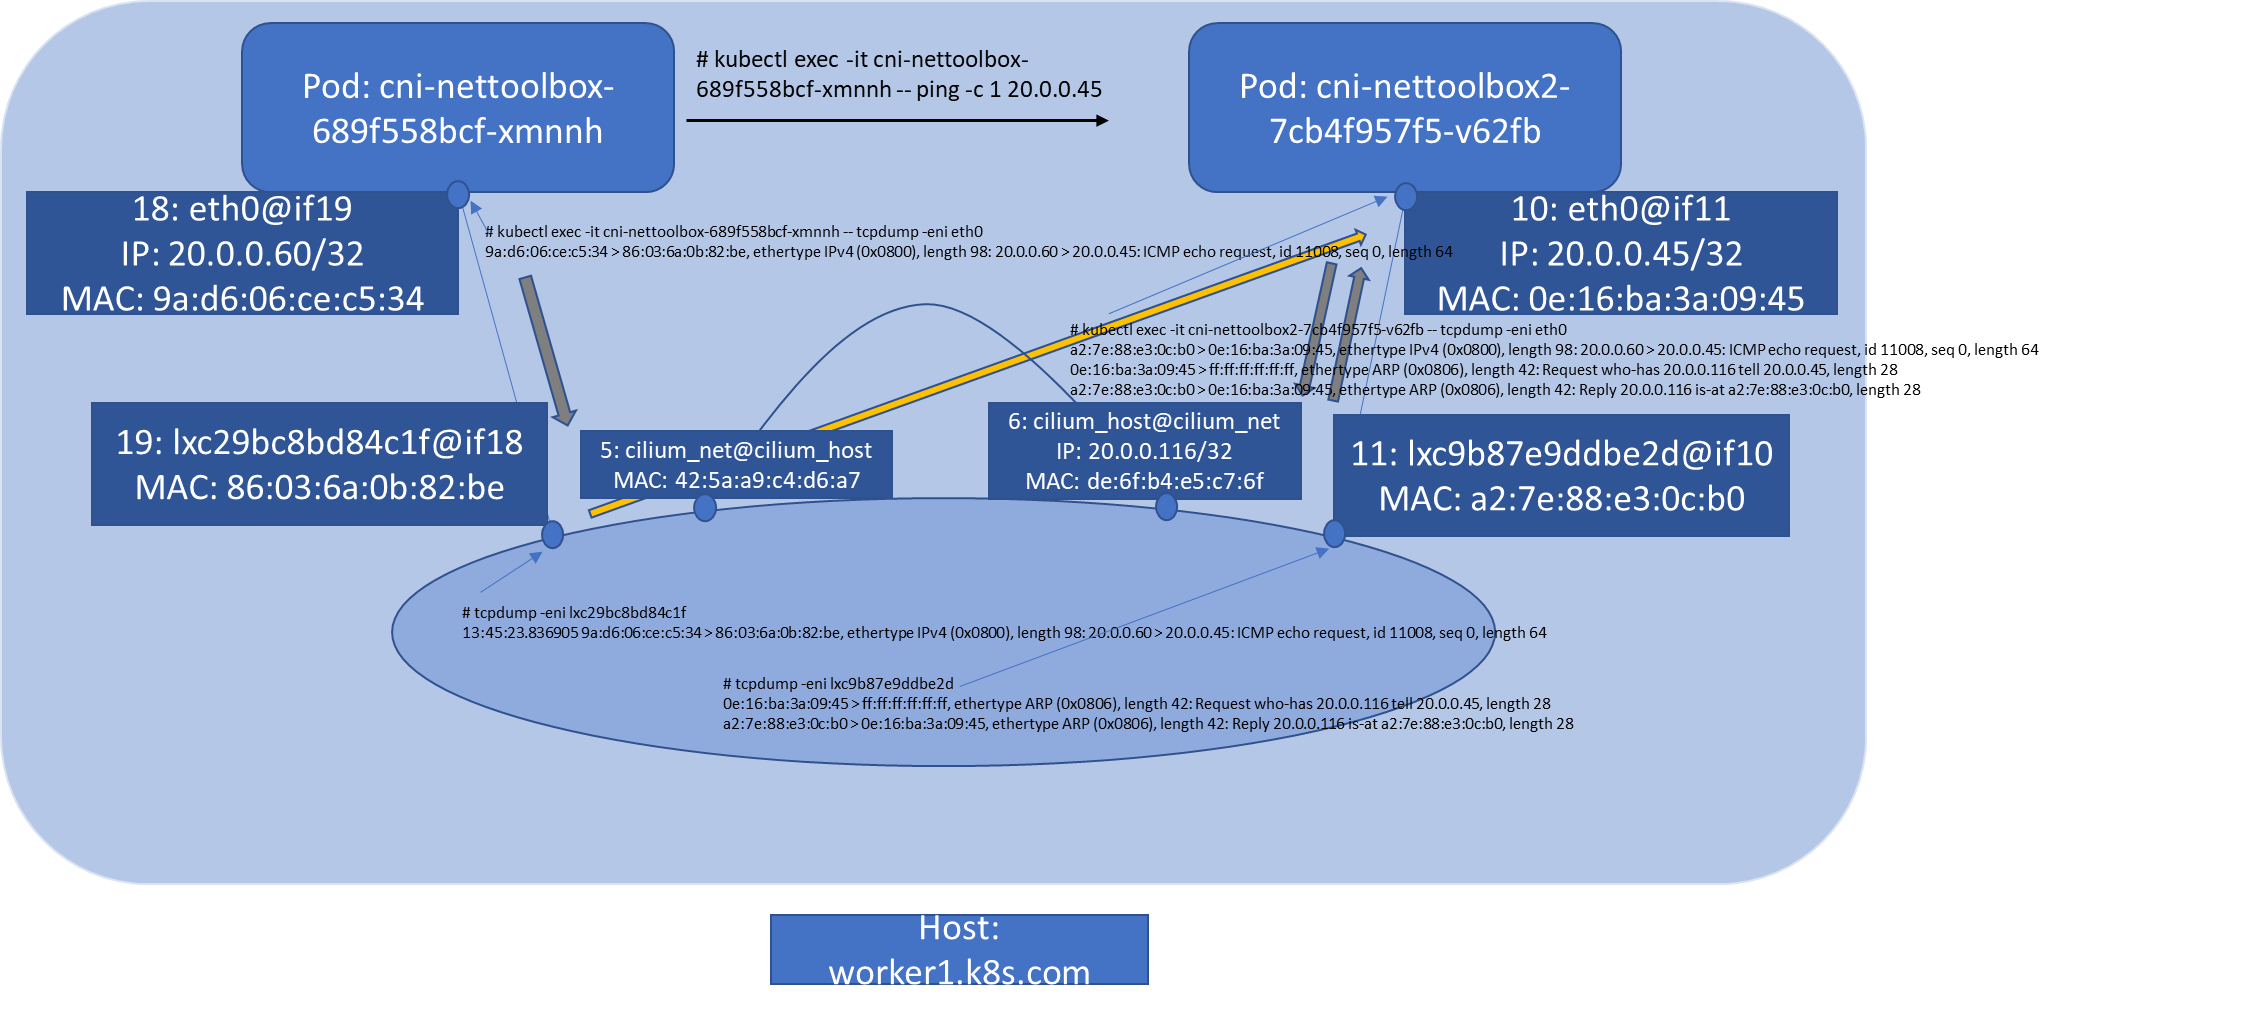 Pod: cni-nettoolbox-
689f558bcf-xmnnh
# kubectl exec -it cni-nettoolbox-
689f558bcf-xmnnh -- ping -c 1 20.0.0.45
Pod: cni-nettoolbox2-
7cb4f957f5-v62fb
18: eth0@if19
IP: 20.0.0.60/32
MAC: 9a:d6:06:ce:c5:34
# kubectl exec -it cni-nettoolbox-689f558bcf-xmnnh -- tcpdump -eni eth0
9a:d6:06:ce:c5:34 > 86:03:6a:0b:82:be, ethertype IPv4 (0x0800), length 98: 20.0.0.60 > 20.0.0.45: ICMP echo request, id 11008, seq 0, length 64
10: eth0@if11
IP: 20.0.0.45/32
MAC: 0e:16:ba:3a:09:45
# kubectl exec -it cni-nettoolbox2-7cb4f957f5-v62fb -- tcpdump -eni eth0
a2:7e:88:e3:0c:b0 > 0e:16:ba:3a:09:45, ethertype IPv4 (0x0800), length 98: 20.0.0.60 > 20.0.0.45: ICMP echo request, id 11008, seq 0, length 64
0e:16:ba:3a:09:45 > ff:ff:ff:ff:ff:ff, ethertype ARP (0x0806), length 42: Request who-has 20.0.0.116 tell 20.0.0.45, length 28
a2:7e:88:e3:0c:b0 > 0e:16:ba:3a:09:45, ethertype ARP (0x0806), length 42: Reply 20.0.0.116 is-at a2:7e:88:e3:0c:b0, length 28
19: lxc29bc8bd84c1f@if18
MAC: 86:03:6a:0b:82:be
5: cilium_net@cilium_host
MAC: 42:5a:a9:c4:d6:a7
6: cilium_host@cilium_net
IP: 20.0.0.116/32
MAC: de:6f:b4:e5:c7:6f
11: lxc9b87e9ddbe2d@if10
MAC: a2:7e:88:e3:0c:b0
# tcpdump -eni lxc29bc8bd84c1f
13:45:23.836905 9a:d6:06:ce:c5:34 > 86:03:6a:0b:82:be, ethertype IPv4 (0x0800), length 98: 20.0.0.60 > 20.0.0.45: ICMP echo request, id 11008, seq 0, length 64
# tcpdump -eni lxc9b87e9ddbe2d
0e:16:ba:3a:09:45 > ff:ff:ff:ff:ff:ff, ethertype ARP (0x0806), length 42: Request who-has 20.0.0.116 tell 20.0.0.45, length 28
a2:7e:88:e3:0c:b0 > 0e:16:ba:3a:09:45, ethertype ARP (0x0806), length 42: Reply 20.0.0.116 is-at a2:7e:88:e3:0c:b0, length 28
Host:
worker1.k8s.com